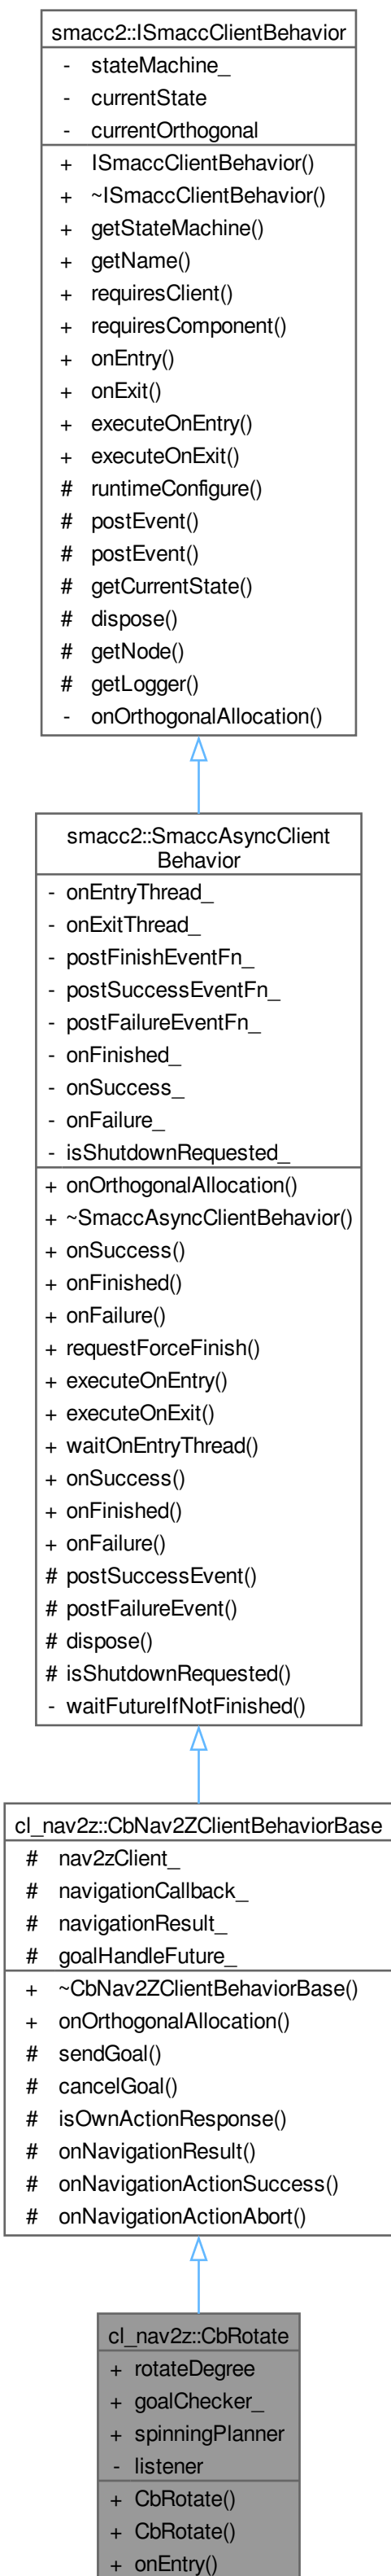 smacc2::ISmaccClientBehavior
- stateMachine_
- currentState
- currentOrthogonal
+ ISmaccClientBehavior()
+ ~ISmaccClientBehavior()
+ getStateMachine()
+ getName()
+ requiresClient()
+ requiresComponent()
+ onEntry()
+ onExit()
+ executeOnEntry()
+ executeOnExit()
# runtimeConfigure()
# postEvent()
# postEvent()
# getCurrentState()
# dispose()
# getNode()
# getLogger()
- onOrthogonalAllocation()
smacc2::SmaccAsyncClient
Behavior
- onEntryThread_
- onExitThread_
- postFinishEventFn_
- postSuccessEventFn_
- postFailureEventFn_
- onFinished_
- onSuccess_
- onFailure_
- isShutdownRequested_
+ onOrthogonalAllocation()
+ ~SmaccAsyncClientBehavior()
+ onSuccess()
+ onFinished()
+ onFailure()
+ requestForceFinish()
+ executeOnEntry()
+ executeOnExit()
+ waitOnEntryThread()
+ onSuccess()
+ onFinished()
+ onFailure()
# postSuccessEvent()
# postFailureEvent()
# dispose()
# isShutdownRequested()
- waitFutureIfNotFinished()
cl_nav2z::CbNav2ZClientBehaviorBase
# nav2zClient_
# navigationCallback_
# navigationResult_
# goalHandleFuture_
+ ~CbNav2ZClientBehaviorBase()
+ onOrthogonalAllocation()
# sendGoal()
# cancelGoal()
# isOwnActionResponse()
# onNavigationResult()
# onNavigationActionSuccess()
# onNavigationActionAbort()
cl_nav2z::CbRotate
+ rotateDegree
+ goalChecker_
+ spinningPlanner
- listener
+ CbRotate()
+ CbRotate()
+ onEntry()